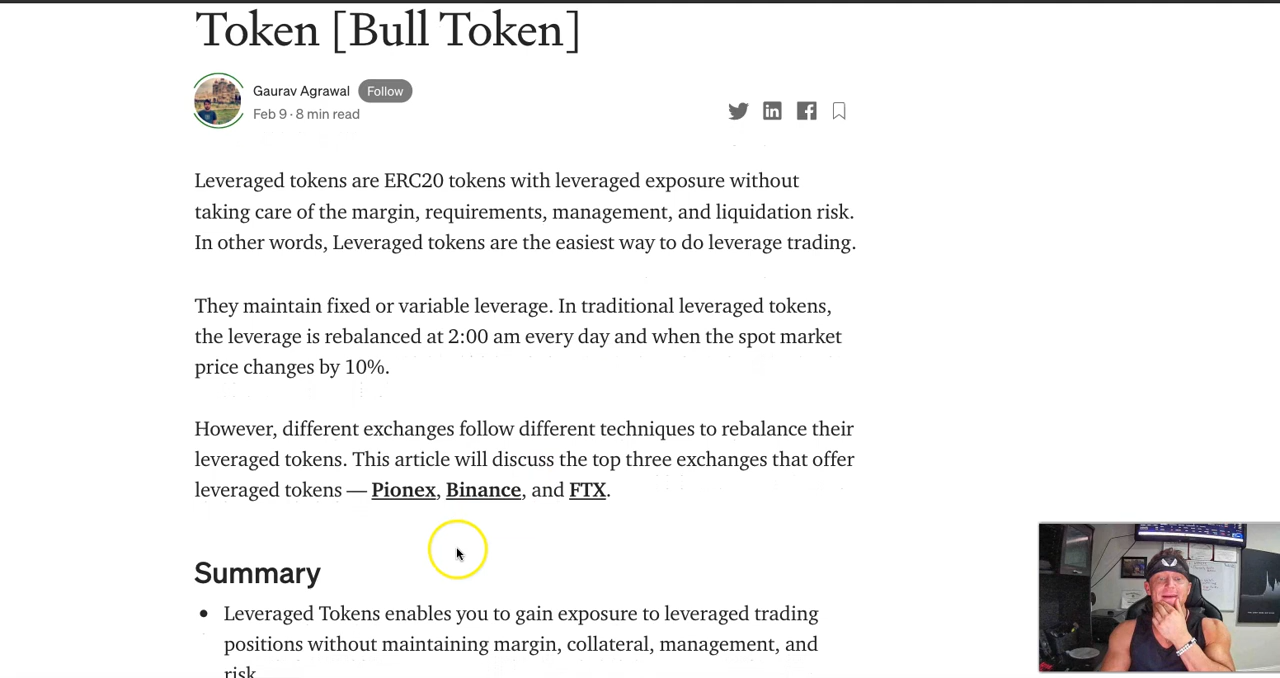 Token [Bull Token]
Gaurav Agrawal Follow
Feb 9 · 8 min read
Leveraged tokens are ERC20 tokens with leveraged exposure without
taking care of the margin, requirements, management, and liquidation risk.
In other words, Leveraged tokens are the easiest way to do leverage trading.
They maintain fixed or variable leverage. In traditional leveraged tokens,
the leverage is rebalanced at 2:00 am every day and when the spot market
price changes by 10%.
However, different exchanges follow different techniques to rebalance their
leveraged tokens. This article will discuss the top three exchanges that offer
leveraged tokens — Pionex, Binance, and FTX.
Summary
• Leveraged Tokens enables you to gain exposure to leveraged trading
positions without maintaining margin, collateral, management, and
risk.